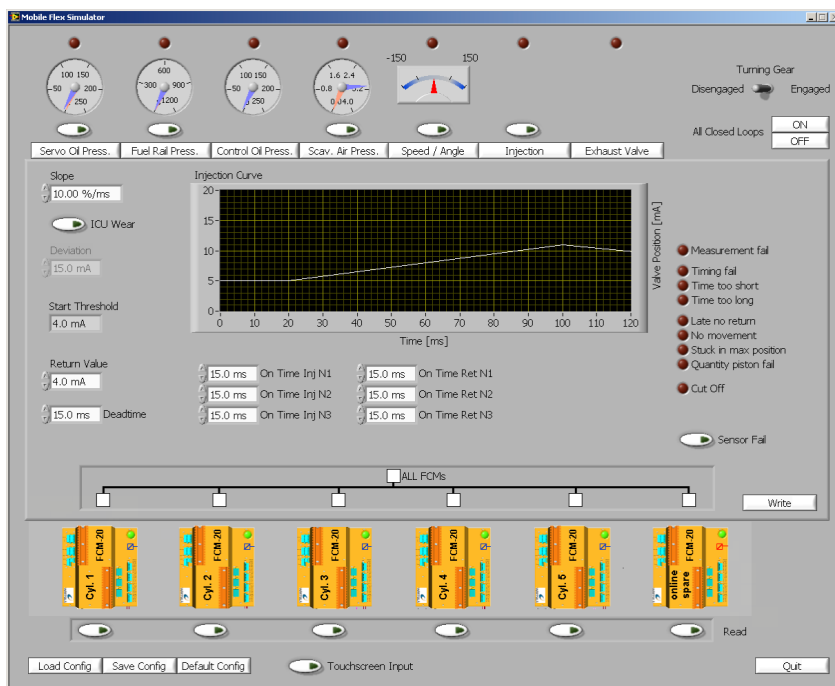 Mobile Flex Simulator
100 150
50 200
250
600
300 900
1200
100 150
50 200
250
1.6 2.4
0.8 3.2
0 4.0
-150 150
Turning Gear
Disengaged Engaged
All Closed Loops ON
OFF
Servo Oil Press. Fuel Rail Press. Control Oil Press. Scav. Air Press. Speed / Angle Injection Exhaust Valve
Slope
10.00 %/ms
ICU Wear
Deviation
15.0 mA
Start Threshold
4.0 mA
Return Value
4.0 mA
15.0 ms Deadtime
Injection Curve
20
15
10
5
0
0 10 20 30 40 50 60 70 80 90 100 110 120
Time [ms]
Valve Position [mA]
15.0 ms On Time Inj N1 15.0 ms On Time Ret N1
15.0 ms On Time Inj N2 15.0 ms On Time Ret N2
15.0 ms On Time Inj N3 15.0 ms On Time Ret N3
Measurement fail
Timing fail
Time too short
Time too long
Late no return
No movement
Stuck in max position
Quantity piston fail
Cut Off
Sensor Fail
ALL FCMs
Write
Cyl. 1 FCM-20
Cyl. 2 FCM-20
Cyl. 3 FCM-20
Cyl. 4 FCM-20
Cyl. 5 FCM-20
online spare FCM-20
Read
Load Config Save Config Default Config Touchscreen Input Quit